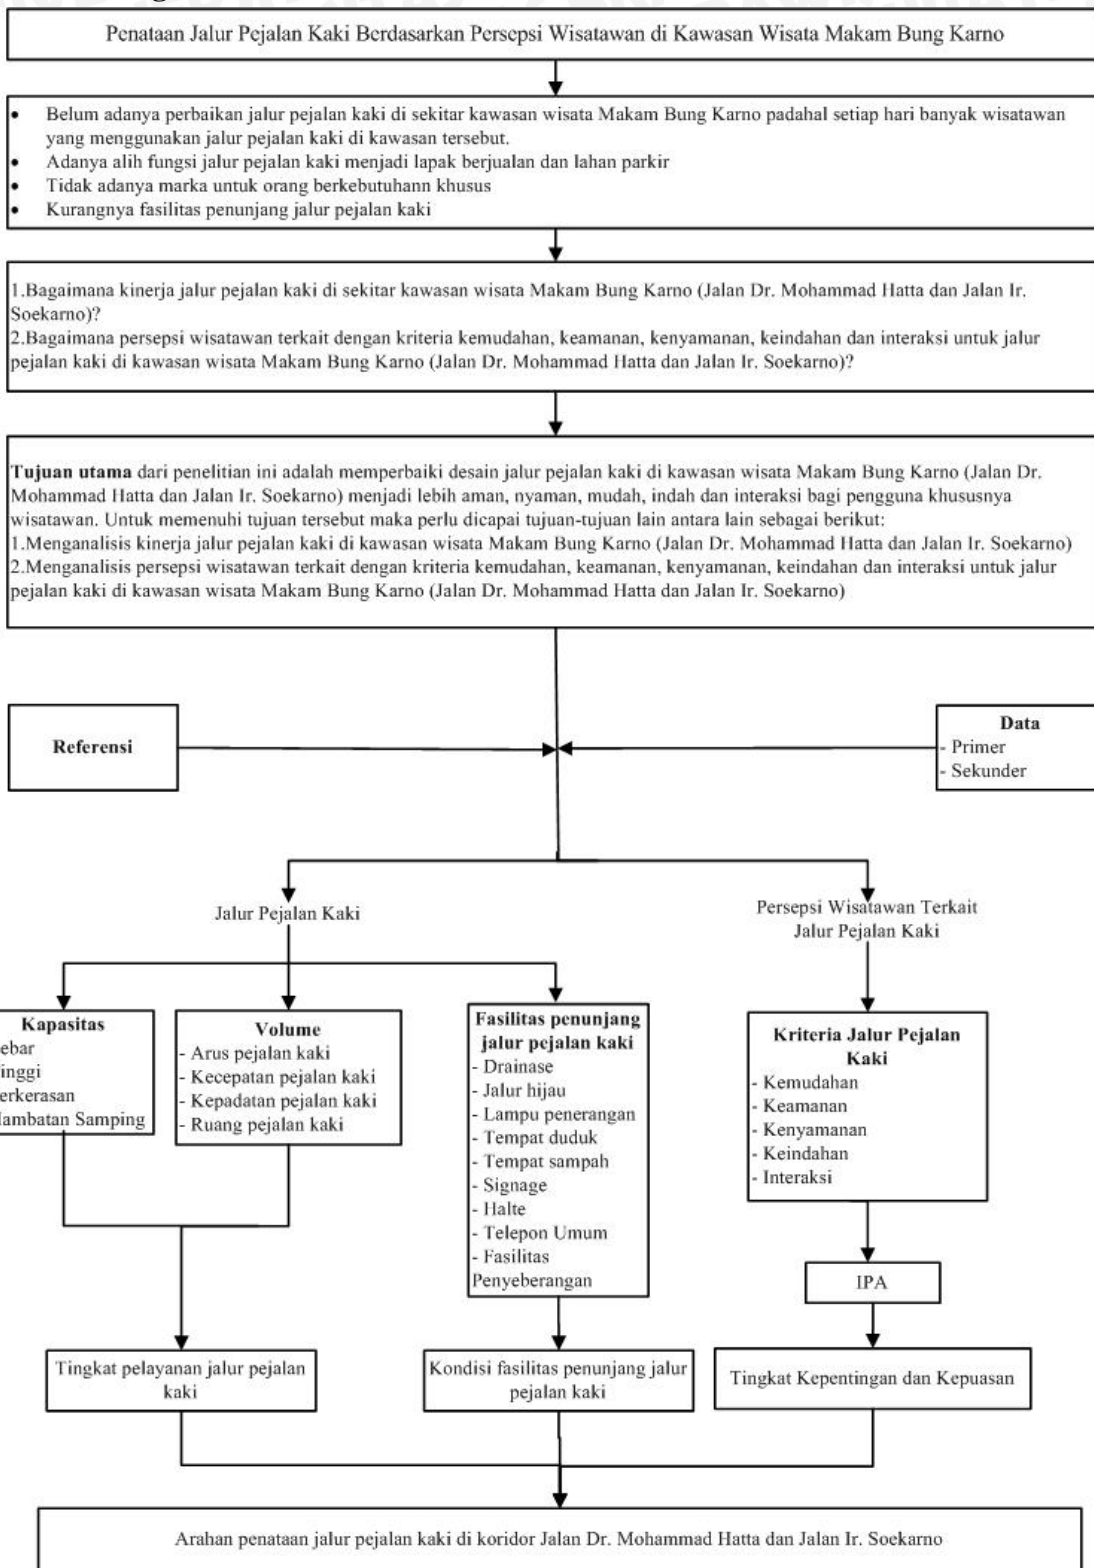 Penataan Jalur Pejalan Kaki Berdasarkan Persepsi Wisatawan di Kawasan Wisata Makam Bung Karno
• Belum adanya perbaikan jalur pejalan kaki di sekitar kawasan wisata Makam Bung Karno padahal setiap hari banyak wisatawan
yang menggunakan jalur pejalan kaki di kawasan tersebut.
• Adanya alih fungsi jalur pejalan kaki menjadi lapak berjualan dan lahan parkir
• Tidak adanya marka untuk orang berkebutuhann khusus
• Kurangnya fasilitas penunjang jalur pejalan kaki
1.Bagaimana kinerja jalur pejalan kaki di sekitar kawasan wisata Makam Bung Karno (Jalan Dr. Mohammad Hatta dan Jalan Ir.
Soekarno)?
2.Bagaimana persepsi wisatawan terkait dengan kriteria kemudahan, keamanan, kenyamanan, keindahan dan interaksi untuk jalur
pejalan kaki di kawasan wisata Makam Bung Karno (Jalan Dr. Mohammad Hatta dan Jalan Ir. Soekarno)?
Tujuan utama dari penelitian ini adalah memperbaiki desain jalur pejalan kaki di kawasan wisata Makam Bung Karno (Jalan Dr.
Mohammad Hatta dan Jalan Ir. Soekarno) menjadi lebih aman, nyaman, mudah, indah dan interaksi bagi pengguna khususnya
wisatawan. Untuk memenuhi tujuan tersebut maka perlu dicapai tujuan-tujuan lain antara lain sebagai berikut:
1.Menganalisis kinerja jalur pejalan kaki di kawasan wisata Makam Bung Karno (Jalan Dr. Mohammad Hatta dan Jalan Ir. Soekarno)
2.Menganalisis persepsi wisatawan terkait dengan kriteria kemudahan, keamanan, kenyamanan, keindahan dan interaksi untuk jalur
pejalan kaki di kawasan wisata Makam Bung Karno (Jalan Dr. Mohammad Hatta dan Jalan Ir. Soekarno)
Referensi
Data
- Primer
- Sekunder
Jalur Pejalan Kaki
Persepsi Wisatawan Terkait
Jalur Pejalan Kaki
Kapasitas
ebar
inggi
erkerasan
ambatan Samping
Volume
- Arus pejalan kaki
- Kecepatan pejalan kaki
- Kepadatan pejalan kaki
- Ruang pejalan kaki
Fasilitas penunjang
jalur pejalan kaki
- Drainase
- Jalur hijau
- Lampu penerangan
- Tempat duduk
- Tempat sampah
- Signage
- Halte
- Telepon Umum
- Fasilitas
Penyeberangan
Kriteria Jalur Pejalan
Kaki
- Kemudahan
- Keamanan
- Kenyamanan
- Keindahan
- Interaksi
IPA
Tingkat pelayanan jalur pejalan
kaki
Kondisi fasilitas penunjang jalur
pejalan kaki
Tingkat Kepentingan dan Kepuasan
Arahan penataan jalur pejalan kaki di koridor Jalan Dr. Mohammad Hatta dan Jalan Ir. Soekarno